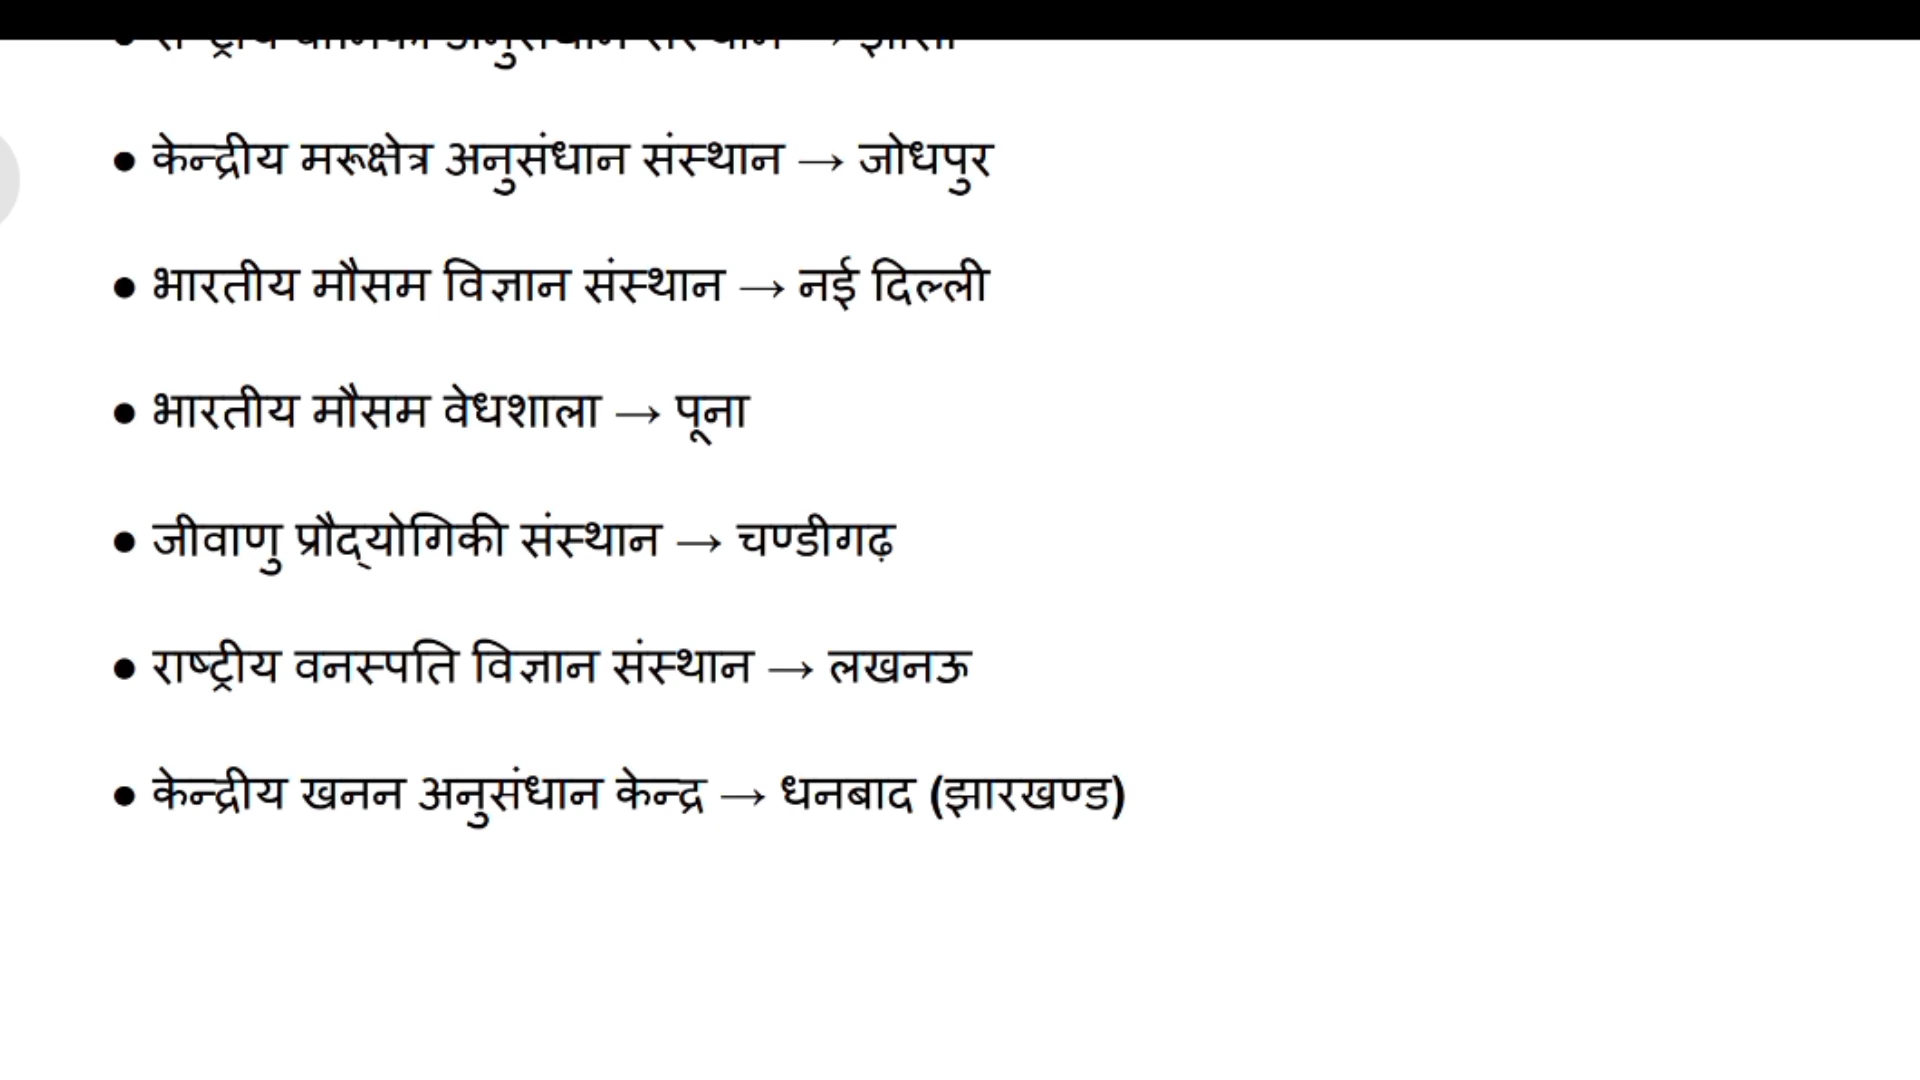 ● केन्द्रीय मरूक्षेत्र अनुसंधान संस्थान → जोधपुर
● भारतीय मौसम विज्ञान संस्थान → नई दिल्ली
● भारतीय मौसम वेधशाला → पूना
● जीवाणु प्रौद्‌योगिकी संस्थान → चण्डीगढ़
● राष्ट्रीय वनस्पति विज्ञान संस्थान → लखनऊ
● केन्द्रीय खनन अनुसंधान केन्द्र → धनबाद (झारखण्ड)